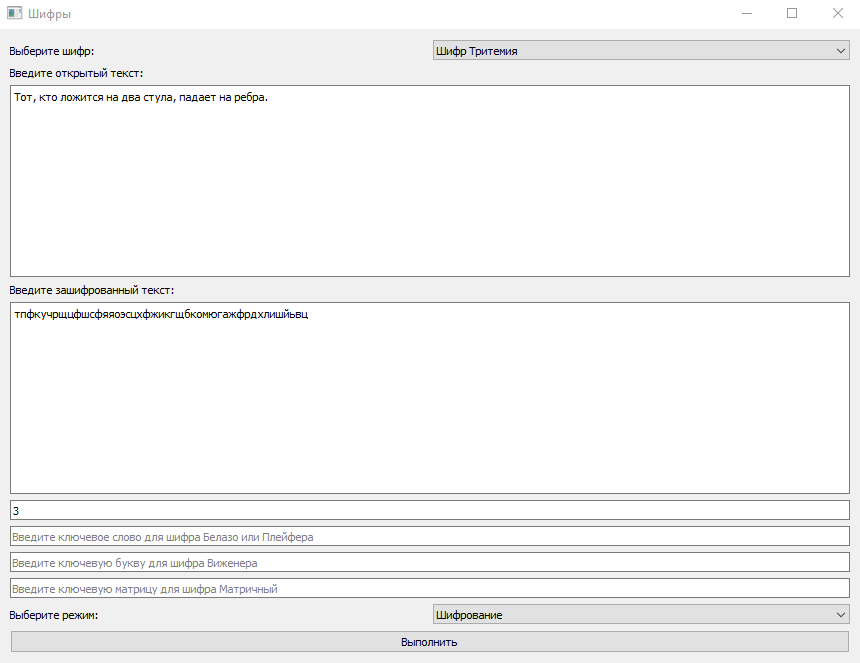 Шифры
Выберите шифр:
Шифр Тритемия
Введите открытый текст:
Тот, кто ложится на два стула, падает на ребра.
Введите зашифрованный текст:
тпфкучрщцфшсфяяоэсцхфжикгщбкомюгажфрдхлишйьвц
3
Введите ключевое слово для шифра Белазо или Плейфера
Введите ключевую букву для шифра Виженера
Введите ключевую матрицу для шифра Матричный
Выберите режим:
Шифрование
Выполнить